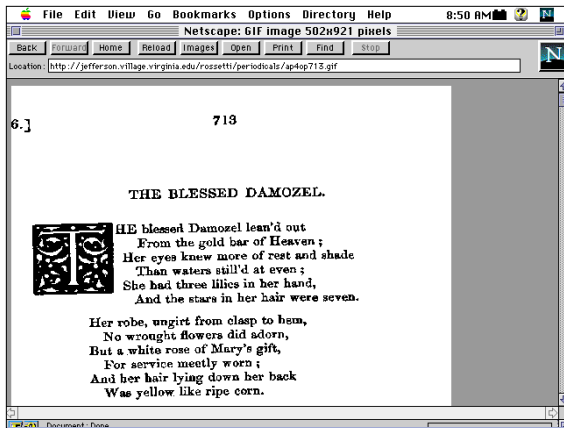 File Edit View Go Bookmarks Options Directory Help 8:50 AM
Netscape: GIF image 502x921 pixels
Back Forward Home Reload Images Open Print Find Stop
Location: http://jefferson.village.virginia.edu/rossetti/periodicals/ap4op713.gif
N
6.] 713
THE BLESSED DAMOZEL.
THE blessed Damozel lean'd out
From the gold bar of Heaven ;
Her eyes knew more of rest and shade
Than waters still'd at even ;
She had three lilies in her hand,
And the stars in her hair were seven.
Her robe, ungirt from clasp to hem,
No wrought flowers did adorn,
But a white rose of Mary's gift,
For service meetly worn ;
And her hair lying down her back
Was yellow like ripe corn.
Document: Done